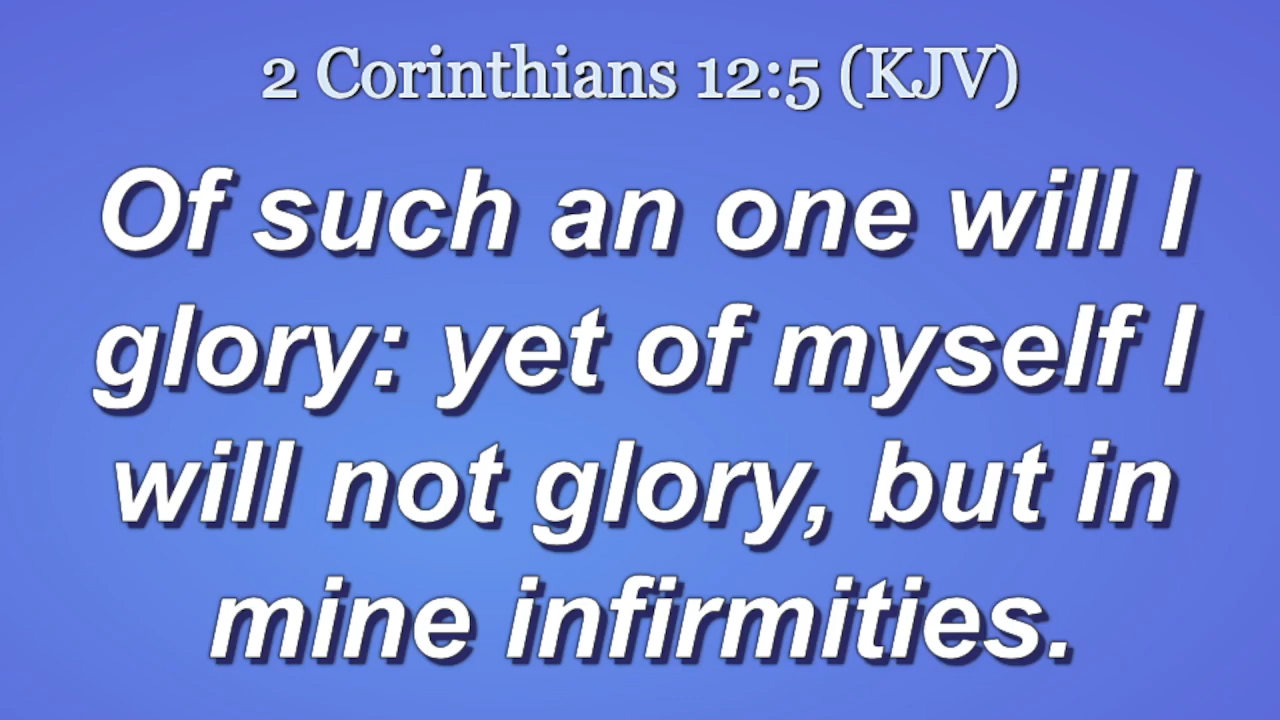 2 Corinthians 12:5 (KJV)
Of such an one will I
glory: yet of myself I
will not glory, but in
mine infirmities.